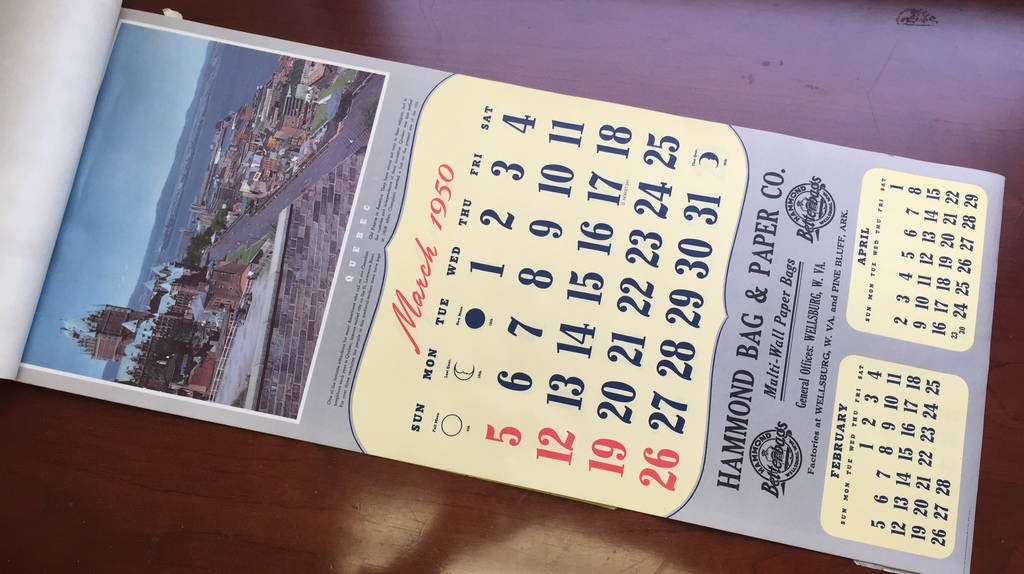 QUEBEC
March 1950
SUN MON TUE WED THU FRI SAT
1 2 3 4
5 6 7 8 9 10 11
12 13 14 15 16 17 18
19 20 21 22 23 24 25
26 27 28 29 30 31
HAMMOND BAG & PAPER CO.
Multi-Wall Paper Bags
General Offices: WELLSBURG, W. VA.
Factories at WELLSBURG, W. VA. and PINE BLUFF, ARK.
HAMMOND
Betterbags
HAMMOND
Betterbags
FEBRUARY
SUN MON TUE WED THU FRI SAT
1 2 3 4
5 6 7 8 9 10 11
12 13 14 15 16 17 18
19 20 21 22 23 24 25
26 27 28
APRIL
SUN MON TUE WED THU FRI SAT
1
2 3 4 5 6 7 8
9 10 11 12 13 14 15
16 17 18 19 20 21 22
23 30 24 25 26 27 28 29